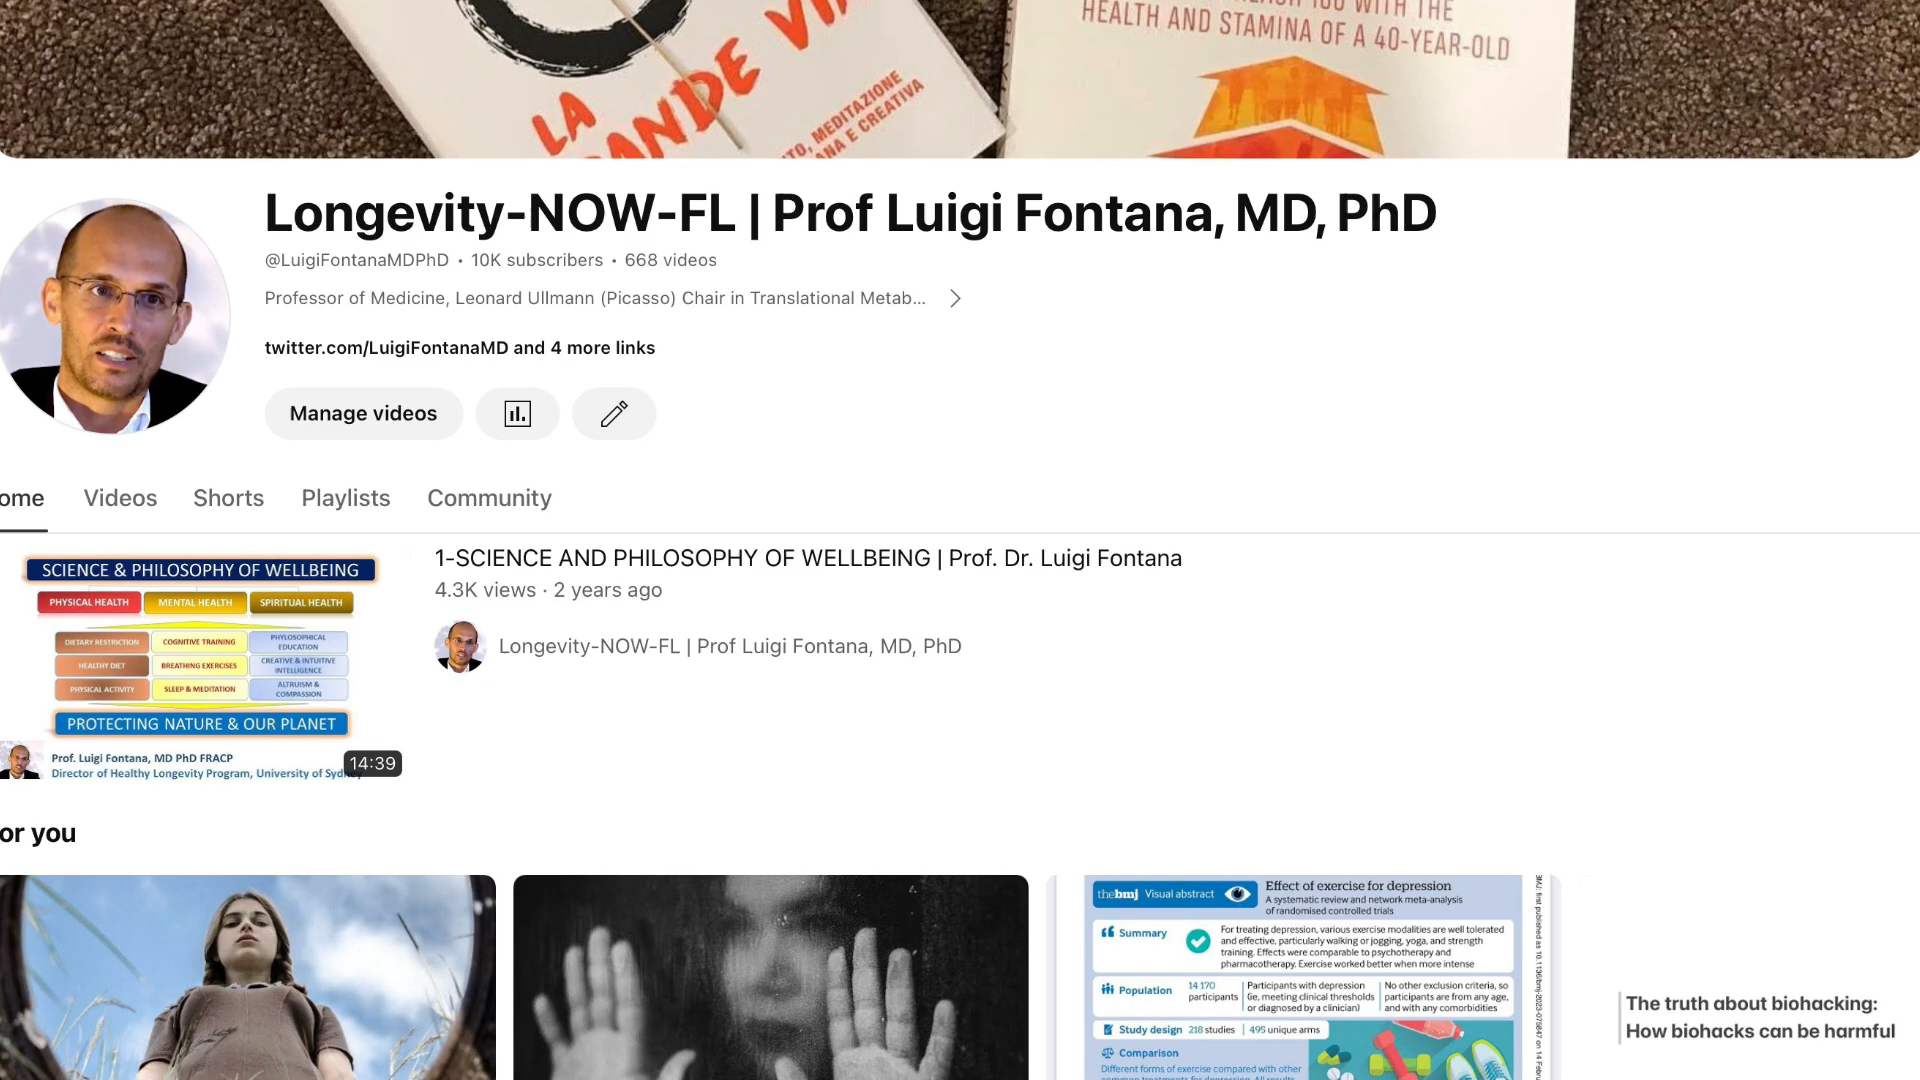 LA
HEALTH AND STAMINA OF A 40-YEAR-OLD
MEDITAZIONE
E CREATIVA
Longevity-NOW-FL | Prof Luigi Fontana, MD, PhD
@LuigiFontanaMDPhD • 10K subscribers • 668 videos
Professor of Medicine, Leonard Ullmann (Picasso) Chair in Translational Metab...
twitter.com/LuigiFontanaMD and 4 more links
Manage videos
ome Videos Shorts Playlists Community
SCIENCE & PHILOSOPHY OF WELLBEING
PHYSICAL HEALTH MENTAL HEALTH SPIRITUAL HEALTH
DIETARY RESTRICTION COGNITIVE TRAINING PHYLOSOPHICAL EDUCATION
HEALTHY DIET BREATHING EXERCISES CREATIVE & INTUITIVE INTELLIGENCE
PHYSICAL ACTIVITY SLEEP & MEDITATION ALTRUISM & COMPASSION
PROTECTING NATURE & OUR PLANET
Prof. Luigi Fontana, MD PhD FRACP
Director of Healthy Longevity Program, University of Sydney
14:39
1-SCIENCE AND PHILOSOPHY OF WELLBEING | Prof. Dr. Luigi Fontana
4.3K views · 2 years ago
Longevity-NOW-FL | Prof Luigi Fontana, MD, PhD
or you
thebmj Visual abstract
Effect of exercise for depression
A systematic review and network meta-analysis
of randomised controlled trials
Summary
For treating depression, various exercise modalities are well tolerated
and effective, particularly walking or jogging, yoga, and strength
training. Effects were comparable to psychotherapy and
pharmacotherapy. Exercise worked better when more intense
Population
14 170
participants
Participants with depression
(ie, meeting clinical thresholds
or diagnosed by a clinician)
No other exclusion criteria, so
participants are from any age,
and with any comorbidities
Study design 218 studies | 495 unique arms
Comparison
Different forms of exercise compared with other
The truth about biohacking:
How biohacks can be harmful